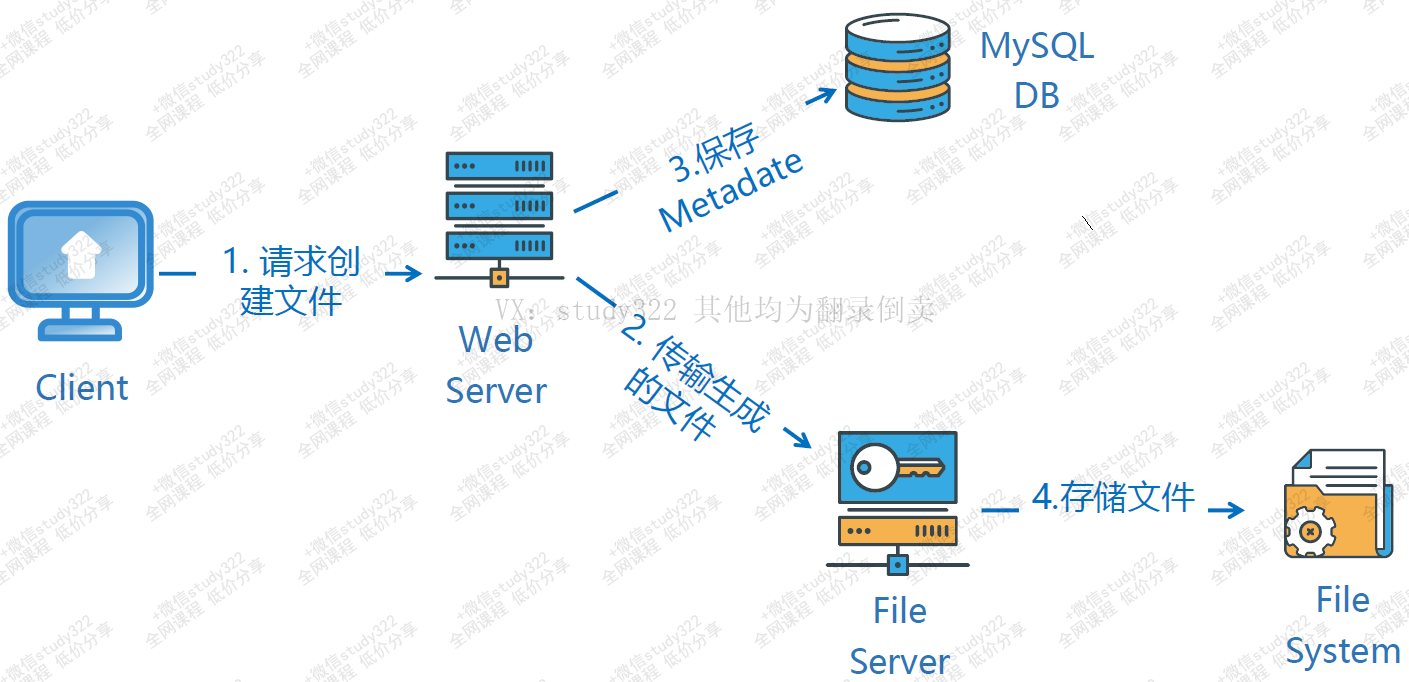 MySQL
DB
3.保存
Metadate
1. 请求创
建文件
VX: study322 其他均为翻录倒卖
Web
Server
Client
2. 传输生成
的文件
4.存储文件
File
Server
File
System
+微信study322
全网课程 低价分享